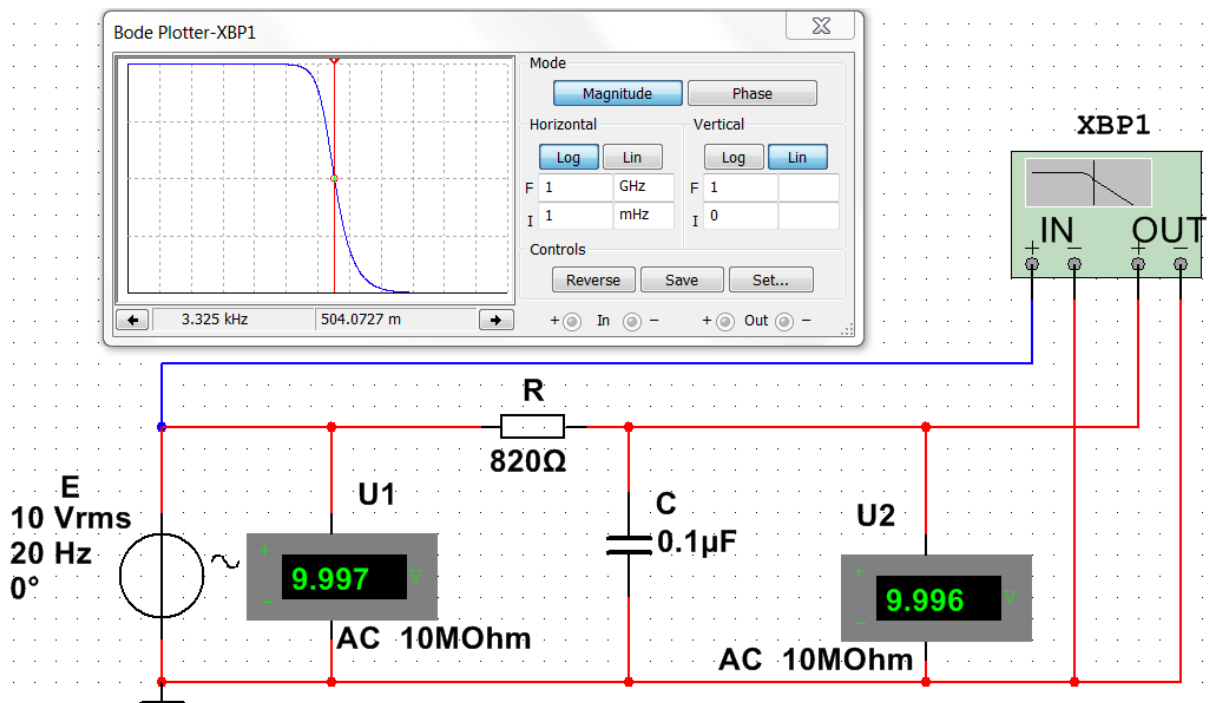 Bode Plotter-XBP1
Mode
Magnitude Phase
Horizontal Vertical
Log Lin Log Lin
F 1 GHz F 1
I 1 mHz I 0
Controls
Reverse Save Set...
3.325 kHz 504.0727 m
+ In − + Out −
XBP1
IN OUT
+ − + −
R
820Ω
E
10 Vrms
20 Hz
0°
U1
+
9.997 V
−
AC 10MOhm
C
0.1µF
U2
+
9.996 V
−
AC 10MOhm